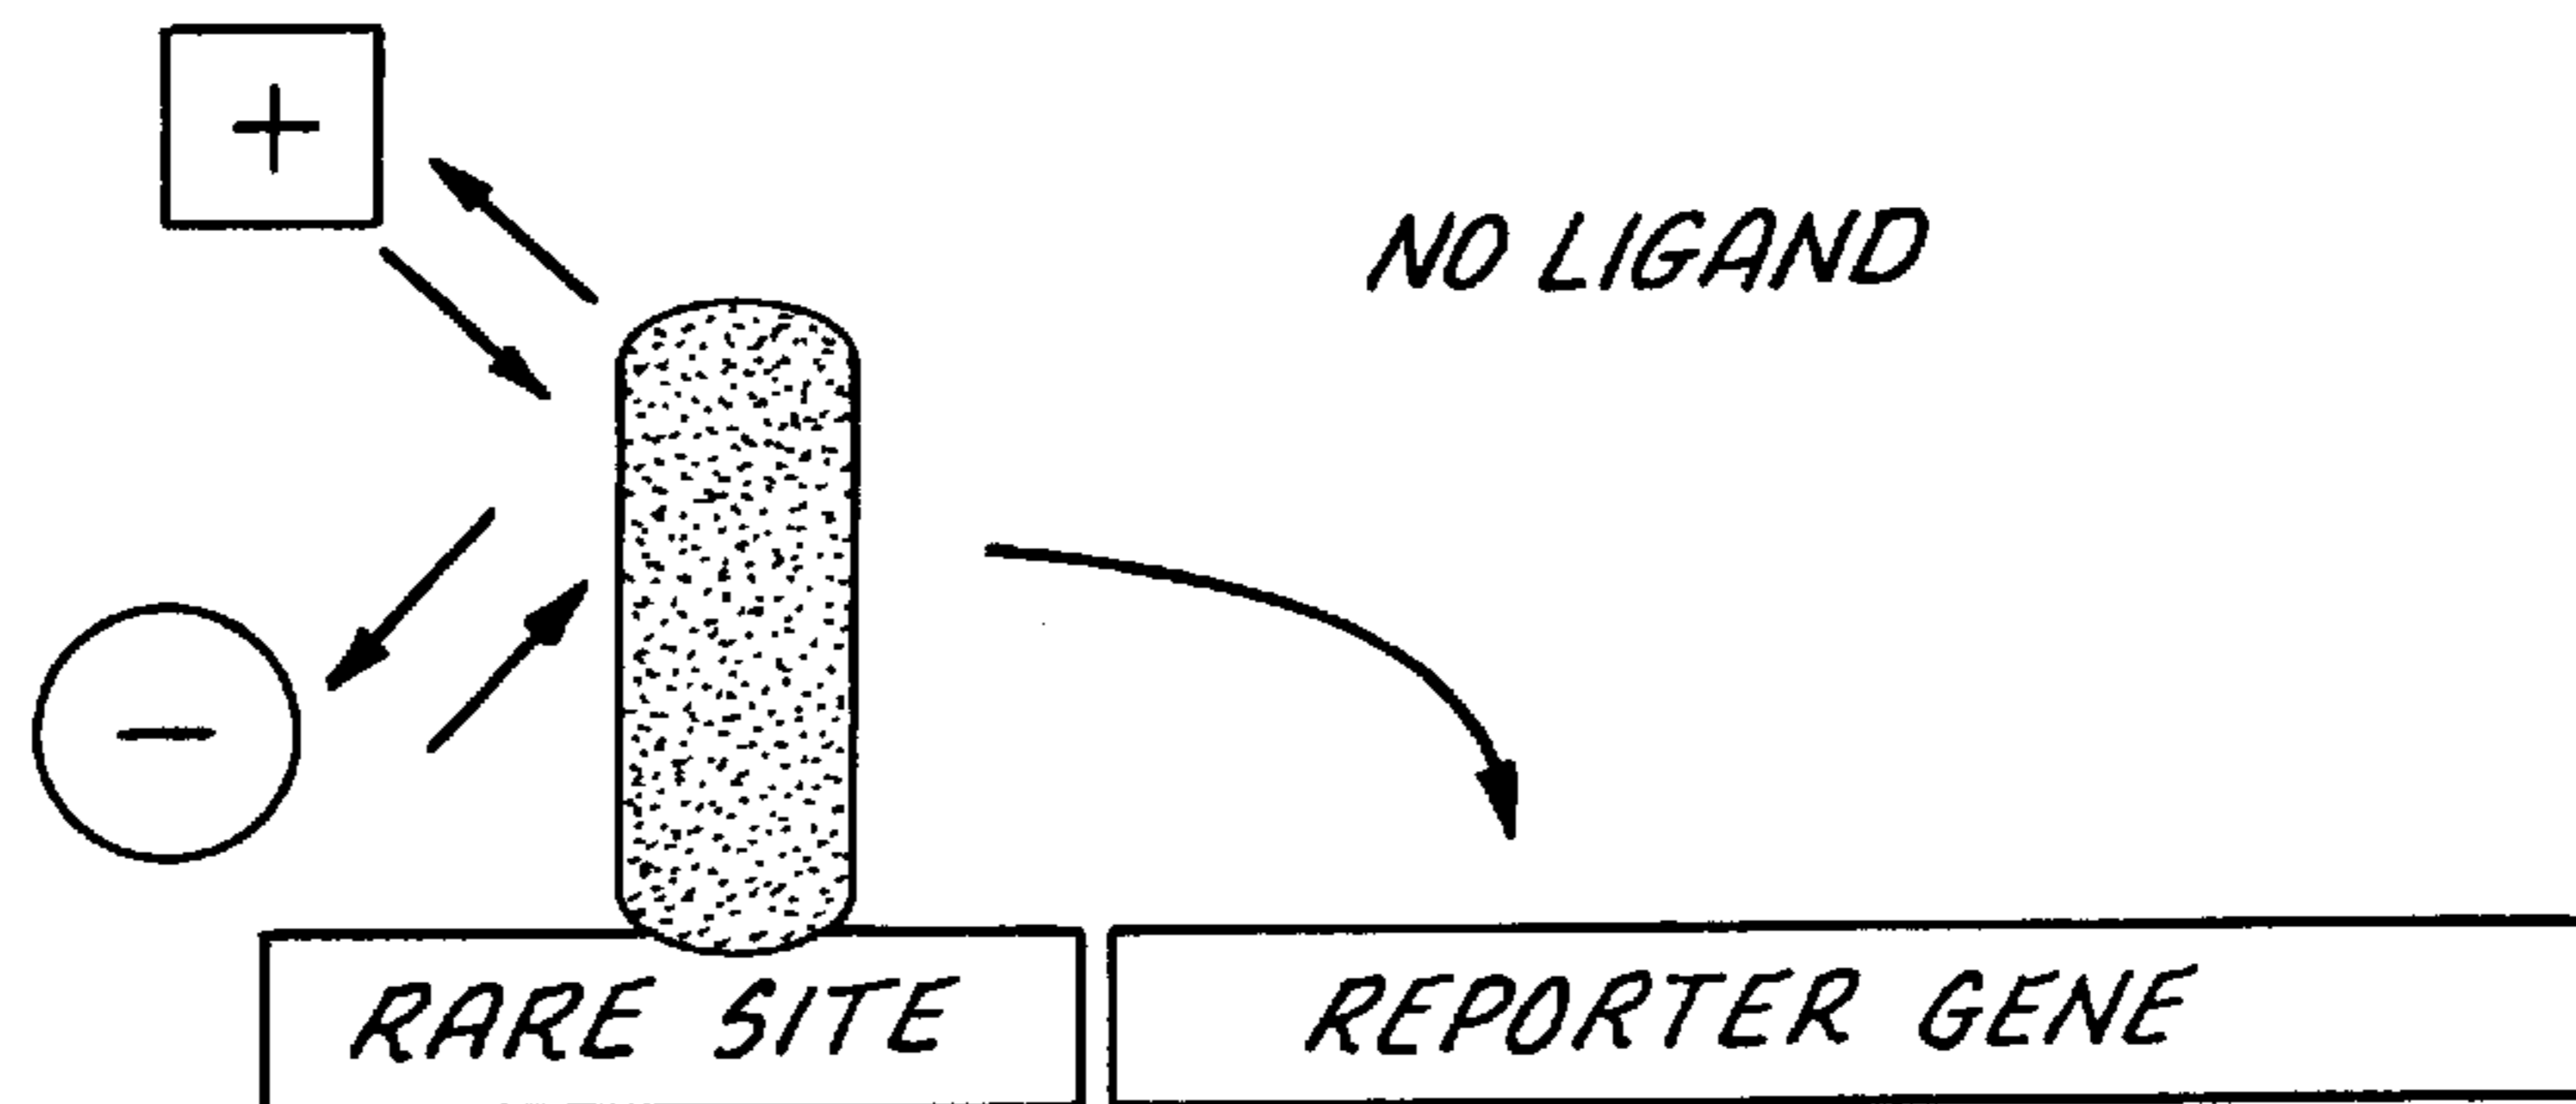 +
NO LIGAND
−
RARE SITE
REPORTER GENE